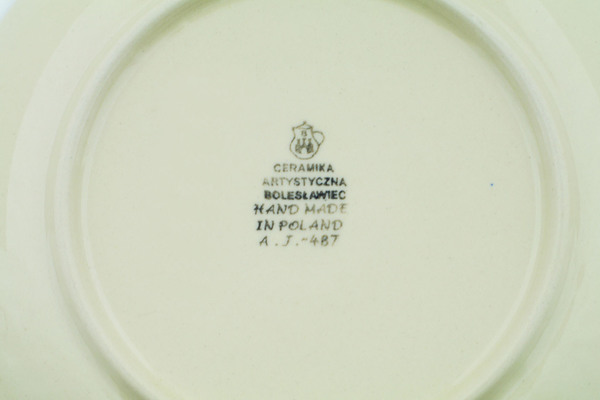 CERAMIKA
ARTYSTYCZNA
BOLESŁAWIEC
HAND MADE
IN POLAND
A.J.-487